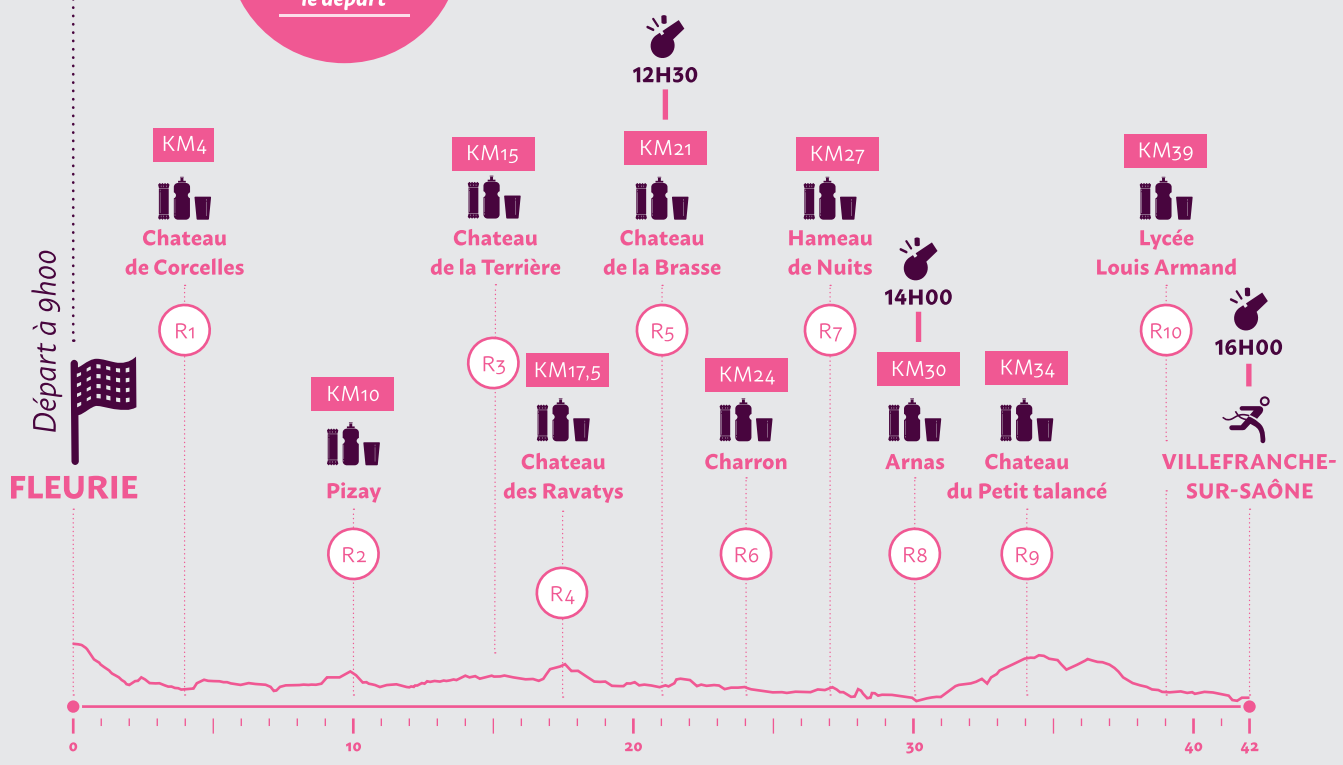 le départ
12H30
KM4
KM15
KM21
KM27
KM39
Chateau
de Corcelles
Chateau
de la Terrière
Chateau
de la Brasse
Hameau
de Nuits
Lycée
Louis Armand
14H00
16H00
R1
R3
R5
R7
R10
Départ à 9h00
KM10
KM17,5
KM24
KM30
KM34
FLEURIE
Pizay
Chateau
des Ravatys
Charron
Arnas
Chateau
du Petit talancé
VILLEFRANCHE-
SUR-SAÔNE
R2
R4
R6
R8
R9
0 10 20 30 40 42